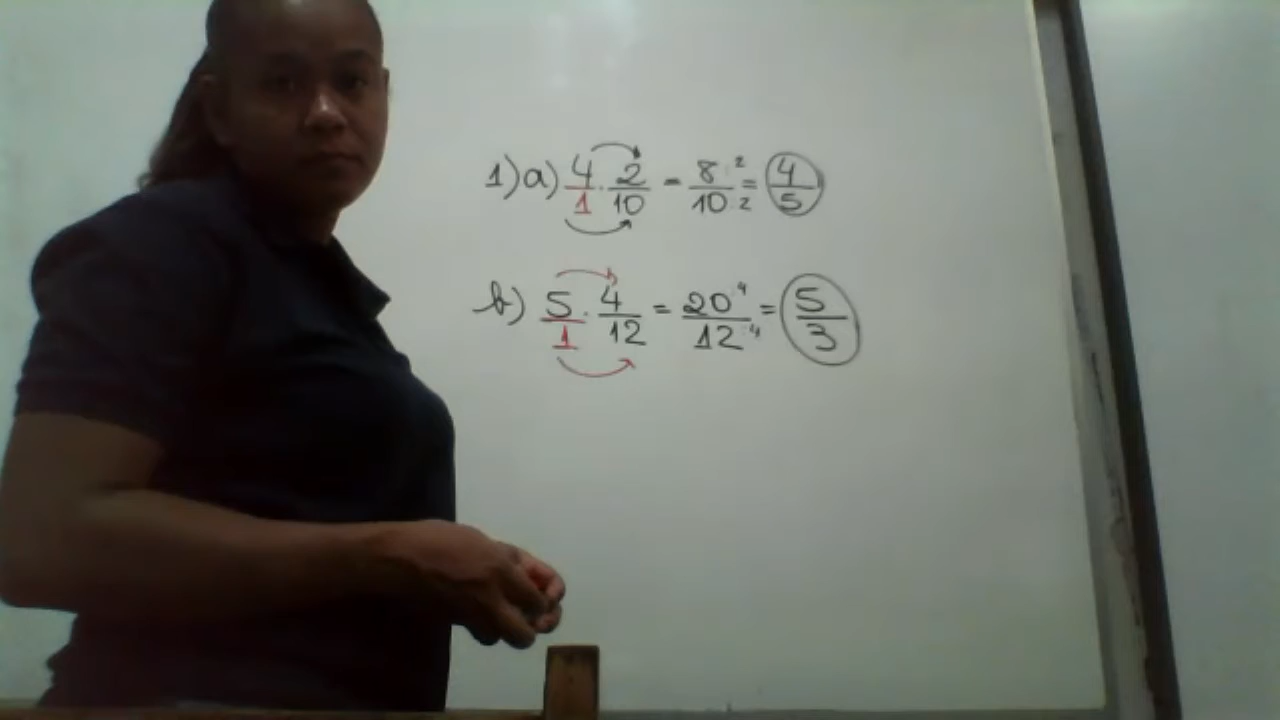 1) a) 4/1 · 2/10 = 8:2/10:2 = 4/5
b) 5/1 · 4/12 = 20:4/12:4 = 5/3